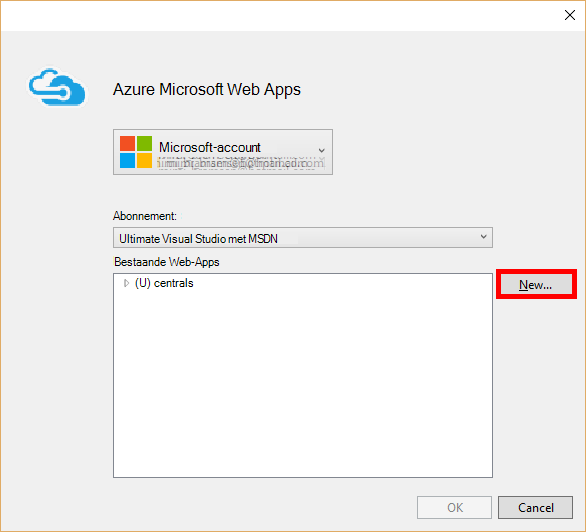 Azure Microsoft Web Apps
Microsoft-account
Abonnement:
Ultimate Visual Studio met MSDN
Bestaande Web-Apps
(U) centrals
New...
OK
Cancel